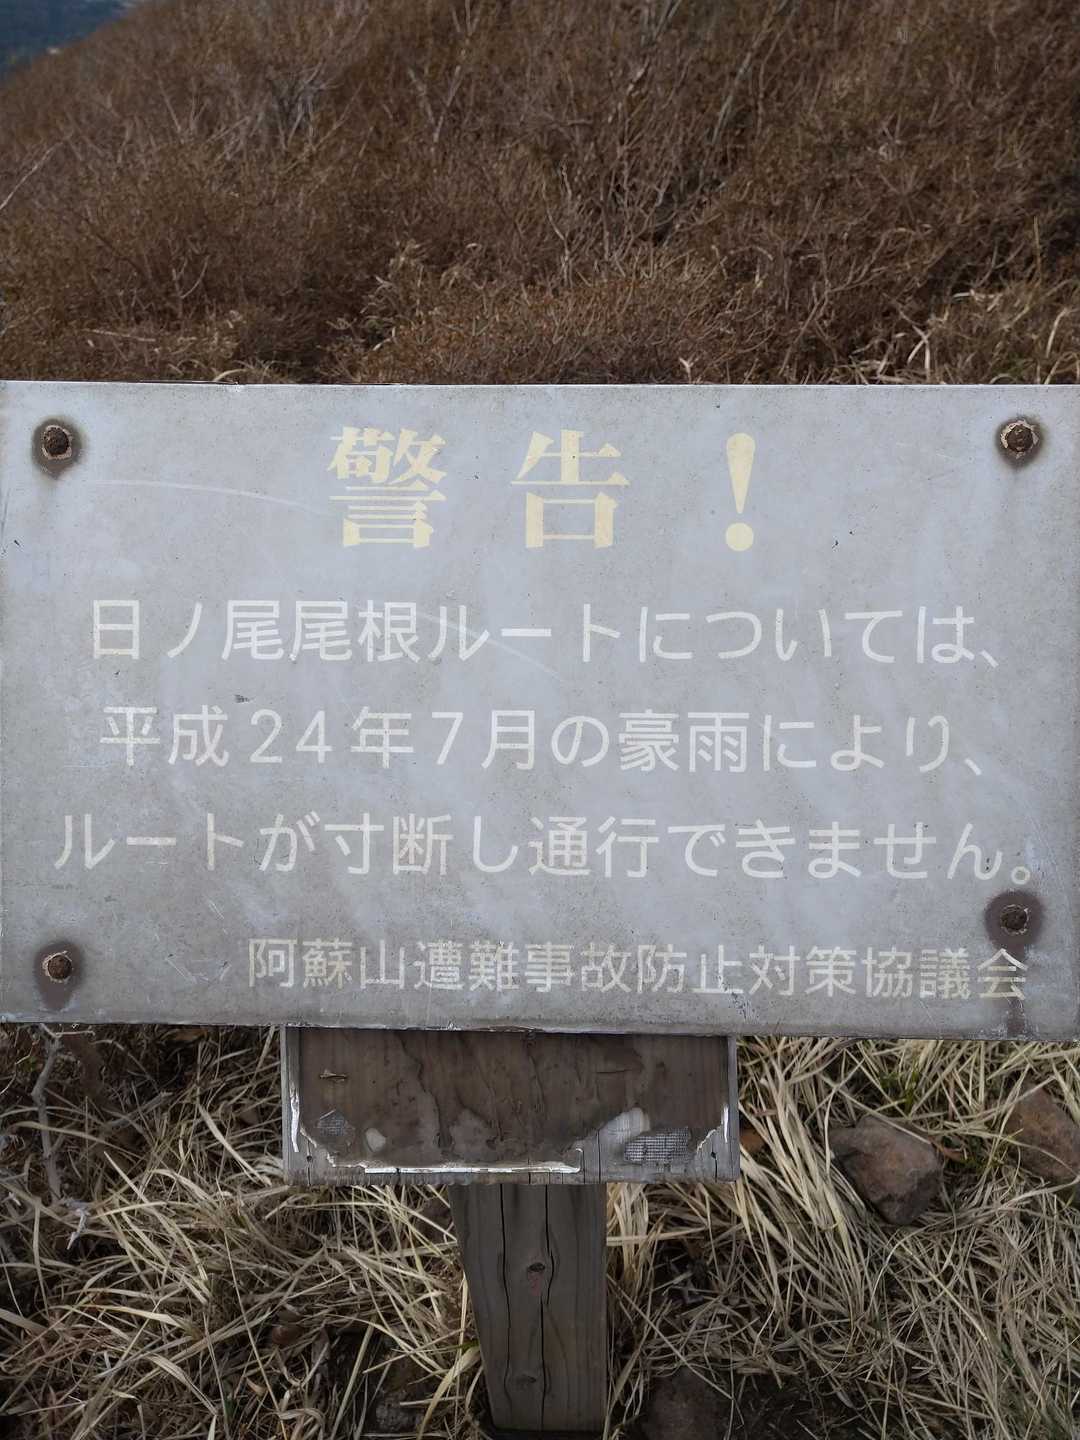 警告！
日ノ尾尾根ルートについては、
平成24年7月の豪雨により、
ルートが寸断し通行できません。
阿蘇山遭難事故防止対策協議会